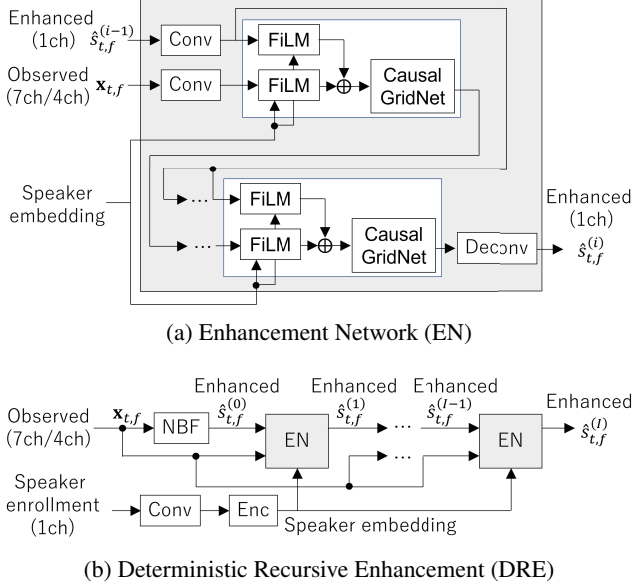 Enhanced
(1ch) ŝ_{t,f}^{(i−1)}
Conv
FiLM
Observed
(7ch/4ch) 𝐱_{t,f}
Conv
FiLM
⊕
Causal
GridNet
Speaker
embedding
...
FiLM
...
FiLM
⊕
Causal
GridNet
Deconv
Enhanced
(1ch)
ŝ_{t,f}^{(i)}
(a) Enhancement Network (EN)
Observed
(7ch/4ch)
𝐱_{t,f}
NBF
Enhanced
ŝ_{t,f}^{(0)}
EN
Enhanced
ŝ_{t,f}^{(1)}
...
...
Enhanced
ŝ_{t,f}^{(I−1)}
EN
Enhanced
ŝ_{t,f}^{(I)}
Speaker
enrollment
(1ch)
Conv
Enc
Speaker embedding
(b) Deterministic Recursive Enhancement (DRE)